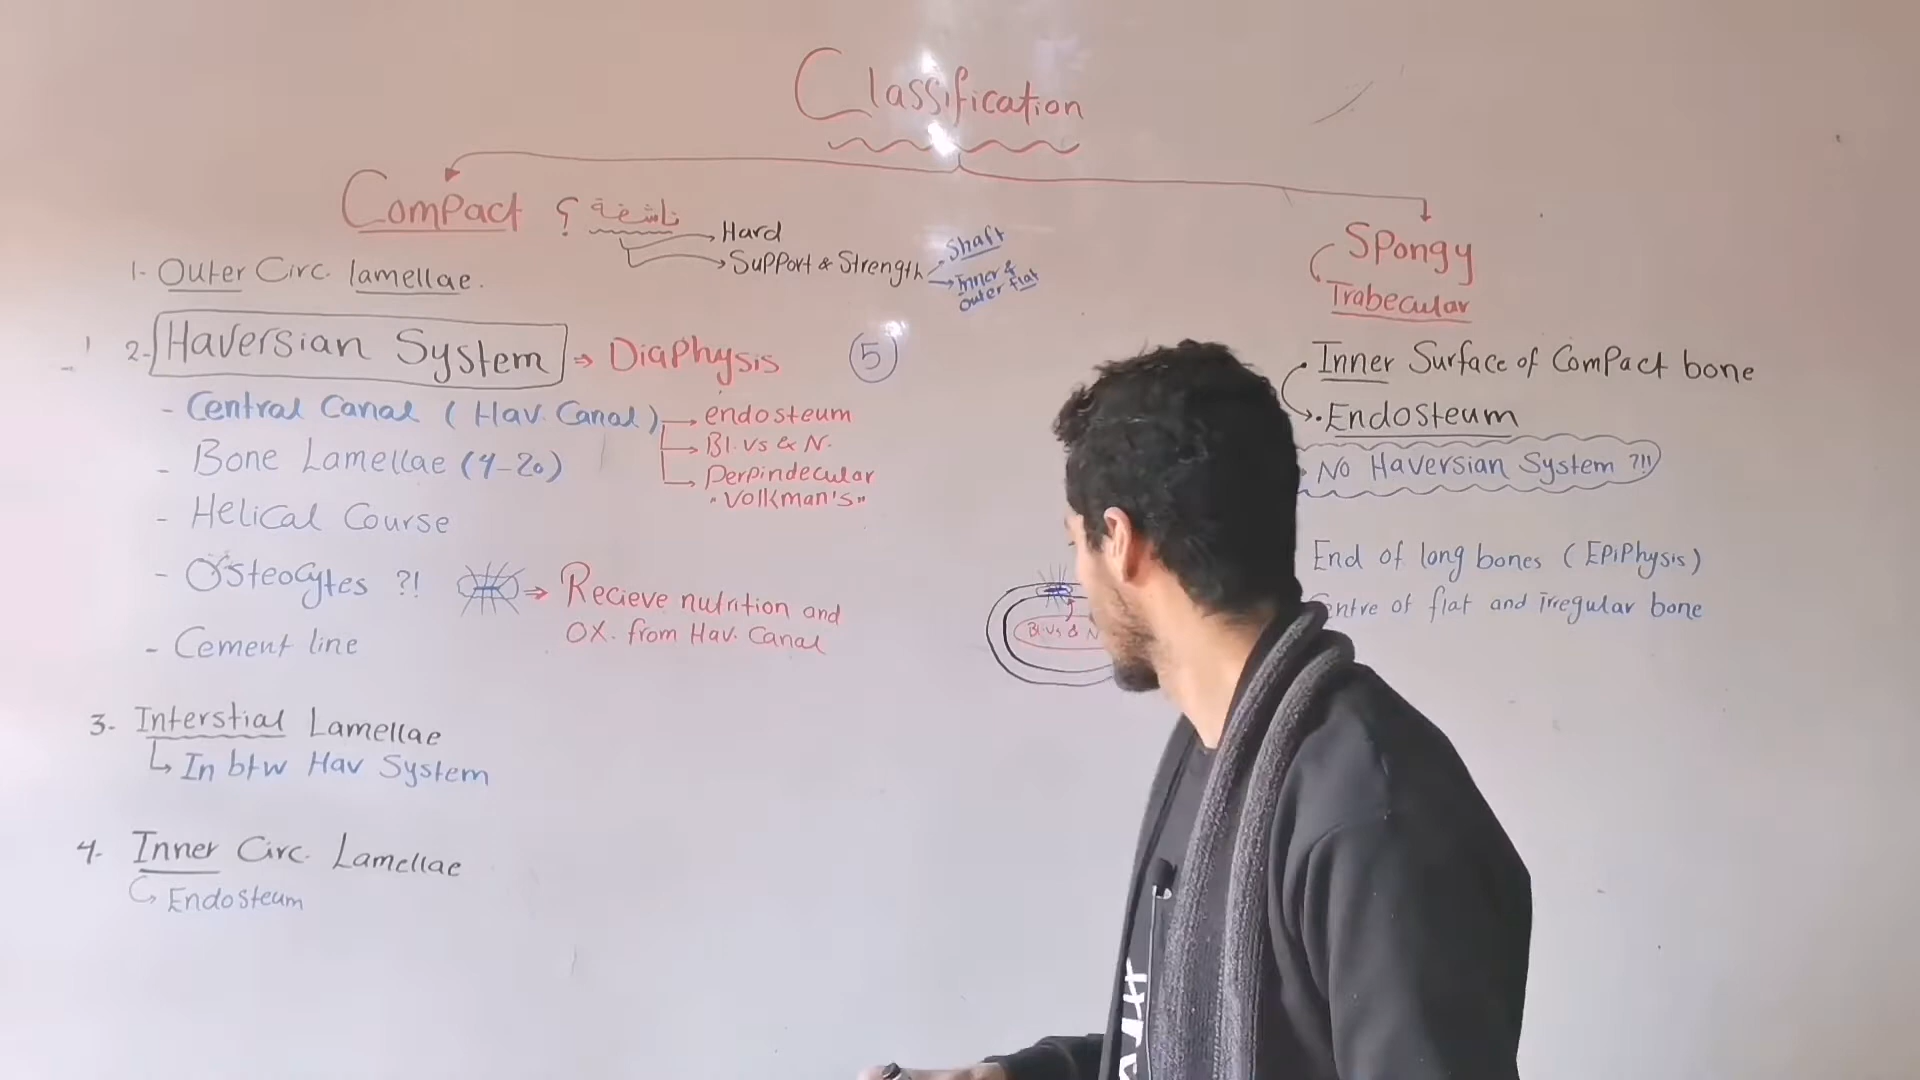 Classification
Compact ؟ ناشفة
Hard
Support & Strength
Shaft
Inner &
outer flat
1- Outer Circ. lamellae.
2- Haversian System ⇒ Diaphysis
5
- Central Canal ( Hav. Canal )
endosteum
Bl. vs & N.
Perpindecular
"Volkman's"
- Bone Lamellae (4-20)
- Helical Course
- Osteocytes ?!
⇒ Recieve nutrition and
OX. from Hav. Canal
- Cement line
3- Interstial Lamellae
In btw Hav System
4- Inner Circ. Lamellae
Endosteum
Bl. Vs & N
Spongy
Trabecular
Inner Surface of Compact bone
Endosteum
No Haversian System ?!!
End of long bones ( Epiphysis )
of flat and irregular bone